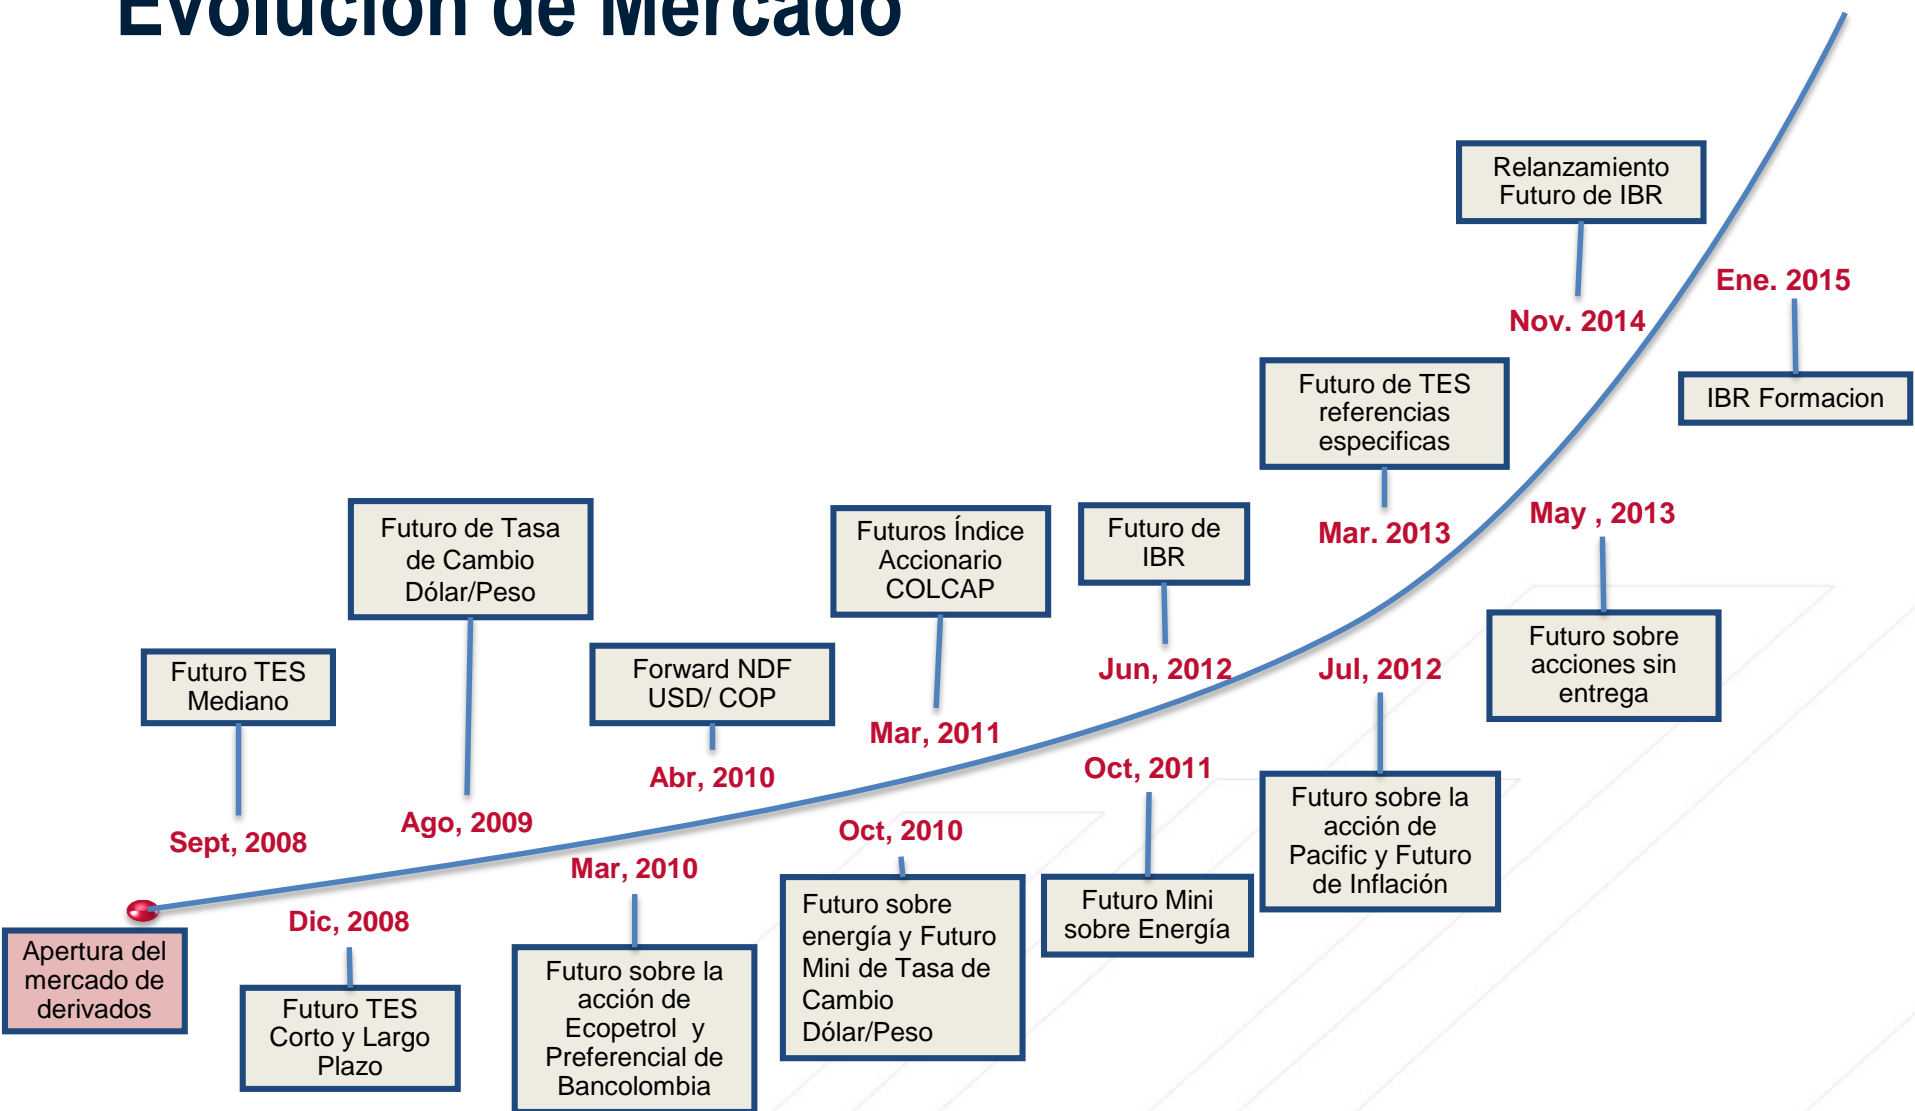 Evolución de Mercado
Relanzamiento
Futuro de IBR
Nov. 2014
Ene. 2015
IBR Formacion
Futuro de TES
referencias
especificas
Mar. 2013
May , 2013
Futuro sobre
acciones sin
entrega
Futuro de Tasa
de Cambio
Dólar/Peso
Ago, 2009
Futuros Índice
Accionario
COLCAP
Mar, 2011
Futuro de
IBR
Jun, 2012
Jul, 2012
Futuro sobre la
acción de
Pacific y Futuro
de Inflación
Futuro TES
Mediano
Sept, 2008
Forward NDF
USD/ COP
Abr, 2010
Oct, 2011
Futuro Mini
sobre Energía
Oct, 2010
Futuro sobre
energía y Futuro
Mini de Tasa de
Cambio
Dólar/Peso
Mar, 2010
Futuro sobre la
acción de
Ecopetrol y
Preferencial de
Bancolombia
Dic, 2008
Futuro TES
Corto y Largo
Plazo
Apertura del
mercado de
derivados